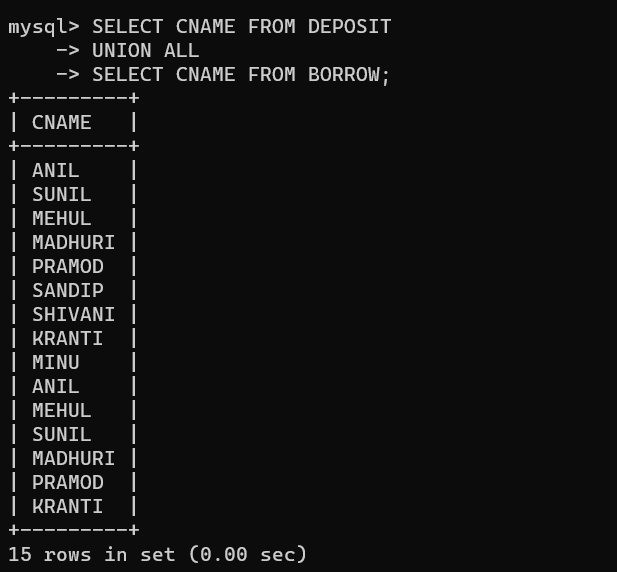 mysql> SELECT CNAME FROM DEPOSIT
    -> UNION ALL
    -> SELECT CNAME FROM BORROW;
+---------+
| CNAME   |
+---------+
| ANIL    |
| SUNIL   |
| MEHUL   |
| MADHURI |
| PRAMOD  |
| SANDIP  |
| SHIVANI |
| KRANTI  |
| MINU    |
| ANIL    |
| MEHUL   |
| SUNIL   |
| MADHURI |
| PRAMOD  |
| KRANTI  |
+---------+
15 rows in set (0.00 sec)